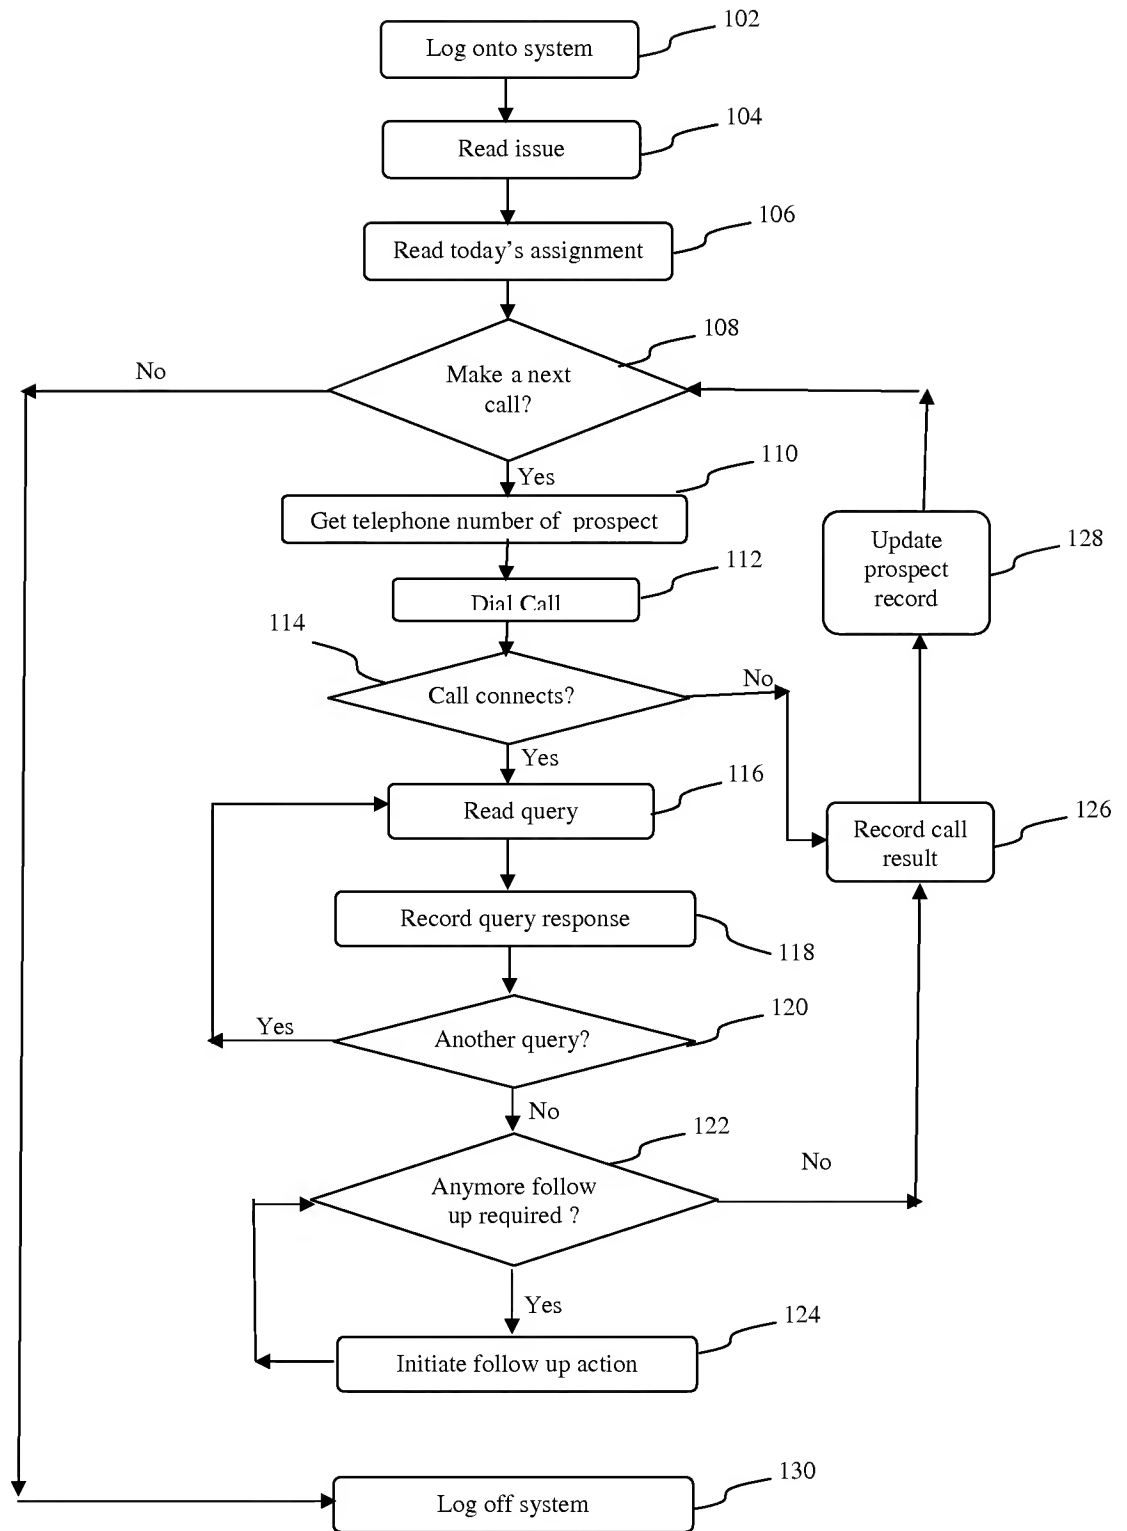 102
Log onto system
104
Read issue
106
Read today's assignment
108
No
Make a next
call?
110
Yes
Get telephone number of prospect
128
Update
prospect
record
112
Dial Call
114
No
Call connects?
Yes
116
Read query
126
Record call
result
Record query response
118
120
Yes
Another query?
No
122
No
Anymore follow
up required ?
Yes
124
Initiate follow up action
130
Log off system